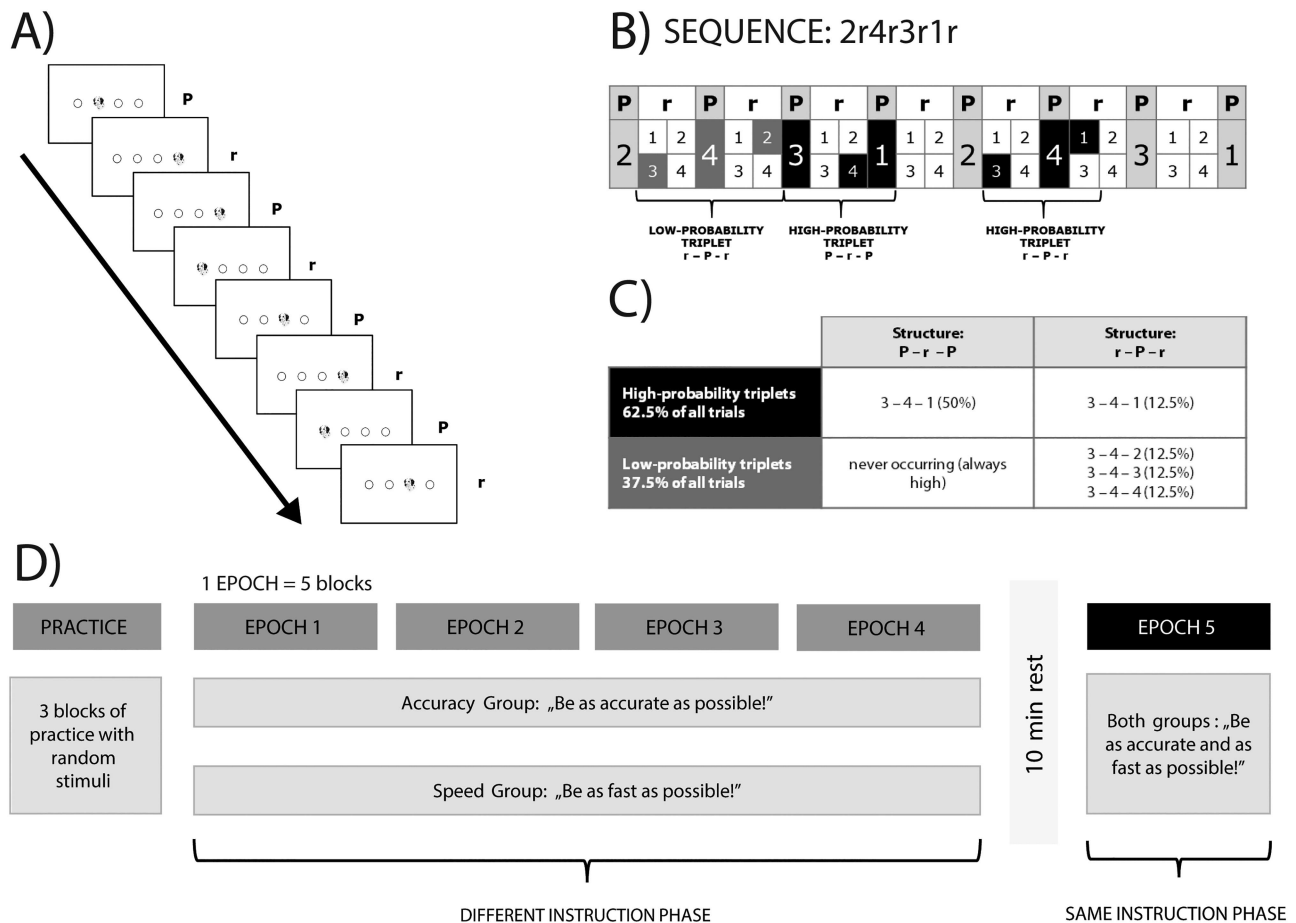 A)
P
r
P
r
P
r
P
r
B) SEQUENCE: 2r4r3r1r
P r P r P r P r P r P r P r P
2 1 2 4 1 2 3 1 2 1 1 2 2 1 2 4 1 2 3 1 2 1
3 4 3 4 3 4 3 4 3 4 3 4 3 4
LOW-PROBABILITY
TRIPLET
r – P - r
HIGH-PROBABILITY
TRIPLET
P – r - P
HIGH-PROBABILITY
TRIPLET
r – P - r
C)
Structure:
P – r – P
Structure:
r – P – r
High-probability triplets
62.5% of all trials
3 – 4 – 1 (50%)
3 – 4 – 1 (12.5%)
Low-probability triplets
37.5% of all trials
never occurring (always
high)
3 – 4 – 2 (12.5%)
3 – 4 – 3 (12.5%)
3 – 4 – 4 (12.5%)
D)
1 EPOCH = 5 blocks
PRACTICE
EPOCH 1
EPOCH 2
EPOCH 3
EPOCH 4
10 min rest
EPOCH 5
3 blocks of
practice with
random
stimuli
Accuracy Group: „Be as accurate as possible!”
Speed Group: „Be as fast as possible!”
Both groups : „Be
as accurate and as
fast as possible!”
DIFFERENT INSTRUCTION PHASE
SAME INSTRUCTION PHASE